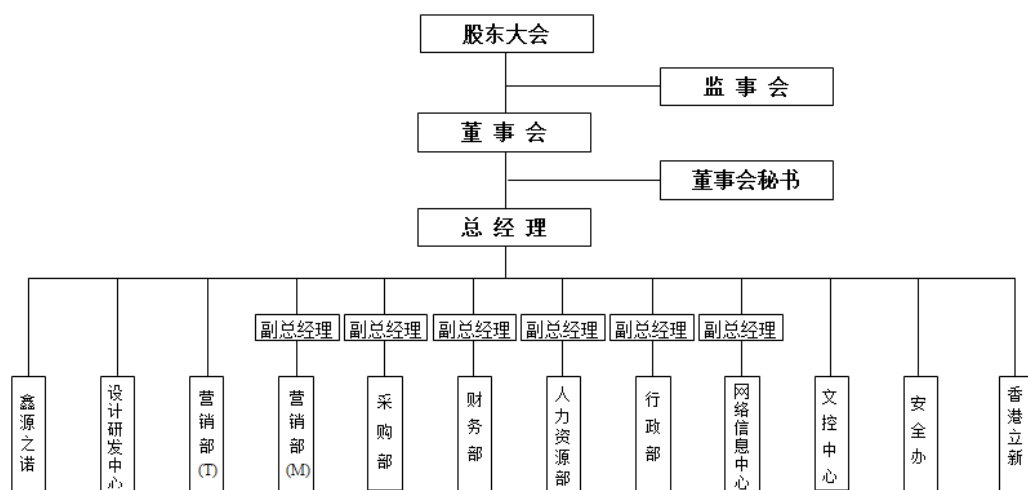 股东大会
监事会
董事会
董事会秘书
总经理
副总经理
副总经理
副总经理
副总经理
副总经理
副总经理
鑫源之诺
设计研发中心
营销部(T)
营销部(M)
采购部
财务部
人力资源部
行政部
网络信息中心
文控中心
安全办
香港立新